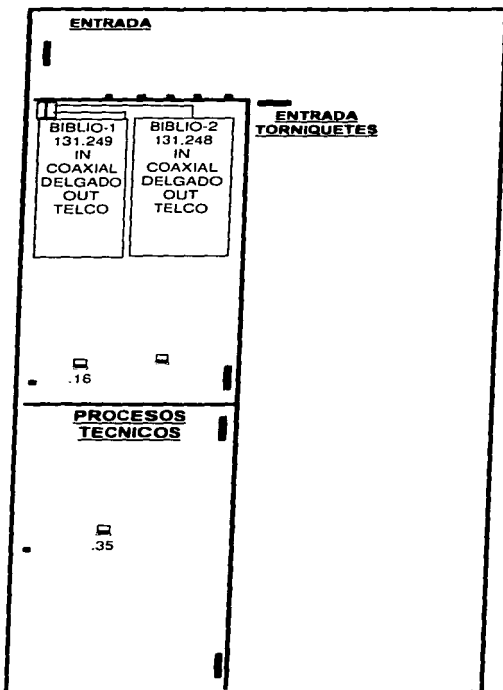 ENTRADA
ENTRADA
TORNIQUETES
BIBLIO-1
131.249
IN
COAXIAL
DELGADO
OUT
TELCO
BIBLIO-2
131.248
IN
COAXIAL
DELGADO
OUT
TELCO
.16
PROCESOS
TECNICOS
.35